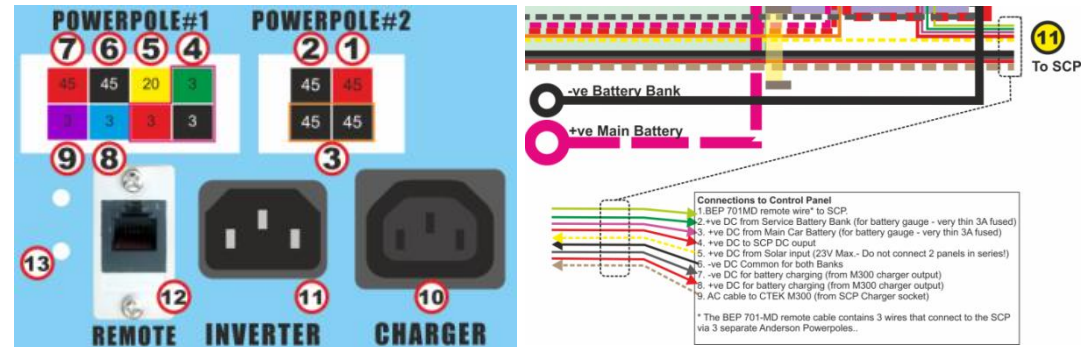 POWERPOLE#1
POWERPOLE#2
7 6 5 4
2 1
45 45 20 3
45 45
3 3 3 3
45 45
9 8
3
13
12
11
10
REMOTE
INVERTER
CHARGER
11
To SCP
-ve Battery Bank
+ve Main Battery
Connections to Control Panel
1.BEP 701MD remote wire* to SCP.
2.+ve DC from Service Battery Bank (for battery gauge - very thin 3A fused)
3. +ve DC from Main Car Battery (for battery gauge - very thin 3A fused)
4. +ve DC to SCP DC ouput
5. +ve DC from Solar input (23V Max.- Do not connect 2 panels in series!)
6. -ve DC Common for both Banks
7. -ve DC for battery charging (from M300 charger output)
8. +ve DC for battery charging (from M300 charger output)
9. AC cable to CTEK M300 (from SCP Charger socket)
* The BEP 701-MD remote cable contains 3 wires that connect to the SCP
via 3 separate Anderson Powerpoles..